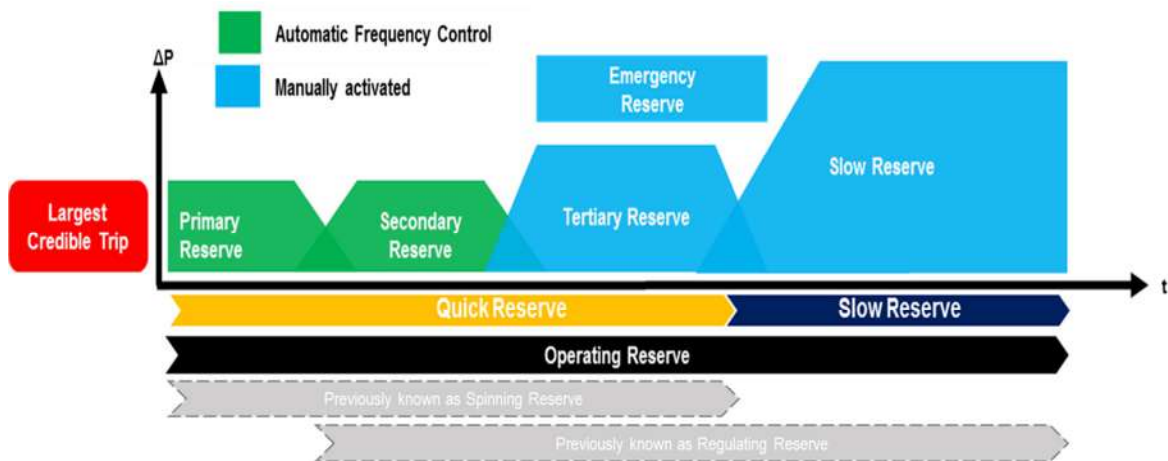 Automatic Frequency Control
ΔP
Manually activated
Emergency
Reserve
Slow Reserve
Largest
Credible Trip
Primary
Reserve
Secondary
Reserve
Tertiary Reserve
t
Quick Reserve
Slow Reserve
Operating Reserve
Previously known as Spinning Reserve
Previously known as Regulating Reserve